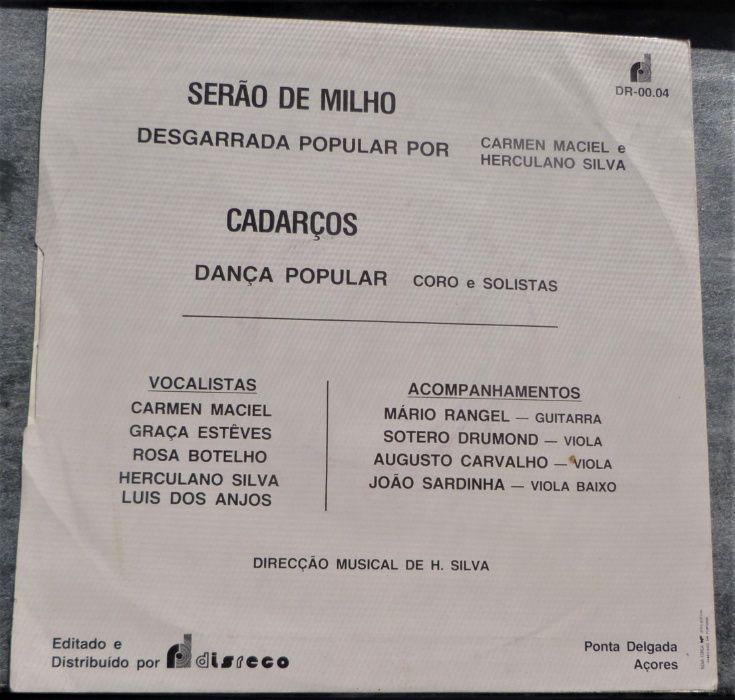 DR-00.04
SERÃO DE MILHO
DESGARRADA POPULAR POR
CARMEN MACIEL e
HERCULANO SILVA
CADARÇOS
DANÇA POPULAR CORO e SOLISTAS
VOCALISTAS
CARMEN MACIEL
GRAÇA ESTÊVES
ROSA BOTELHO
HERCULANO SILVA
LUIS DOS ANJOS
ACOMPANHAMENTOS
MÁRIO RANGEL — GUITARRA
SOTERO DRUMOND — VIOLA
AUGUSTO CARVALHO — VIOLA
JOÃO SARDINHA — VIOLA BAIXO
DIRECÇÃO MUSICAL DE H. SILVA
Editado e
Distribuído por disreco
Ponta Delgada
Açores